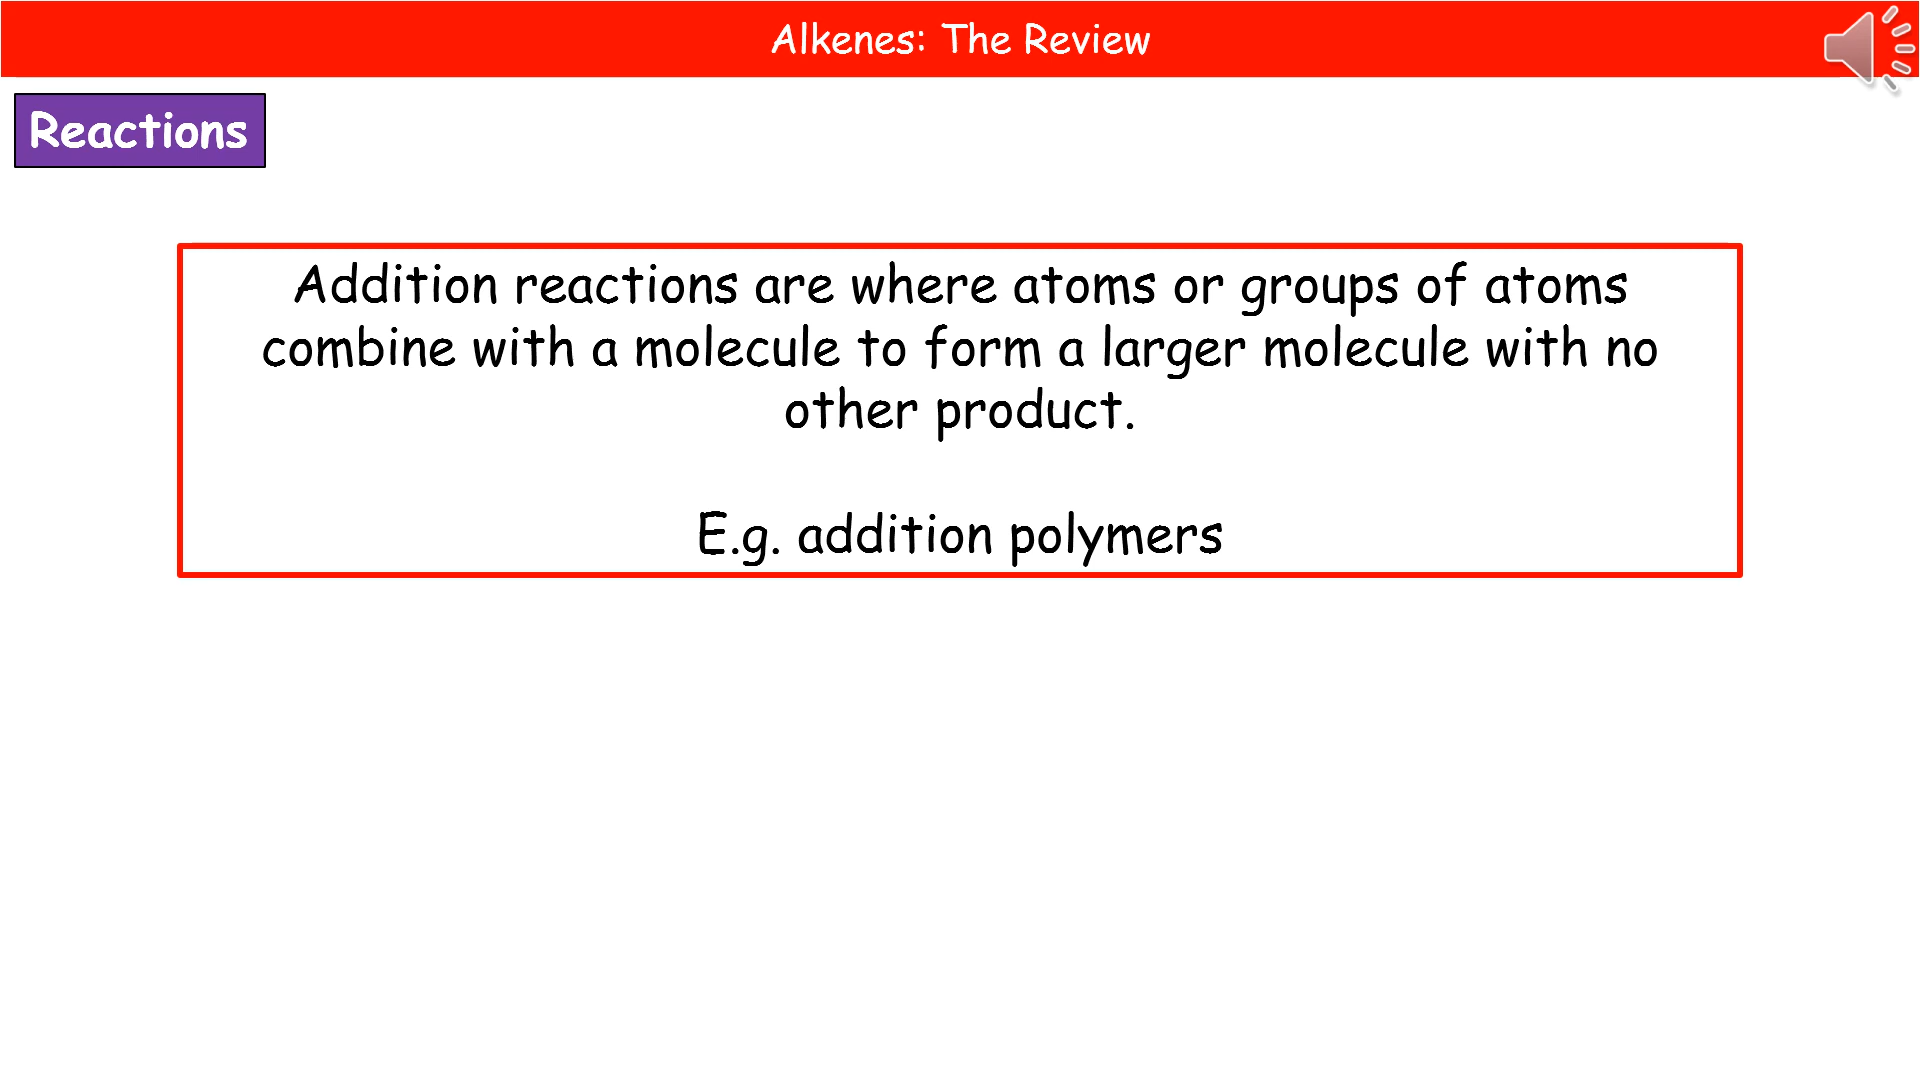 Alkenes: The Review
Reactions
Addition reactions are where atoms or groups of atoms
combine with a molecule to form a larger molecule with no
other product.
E.g. addition polymers